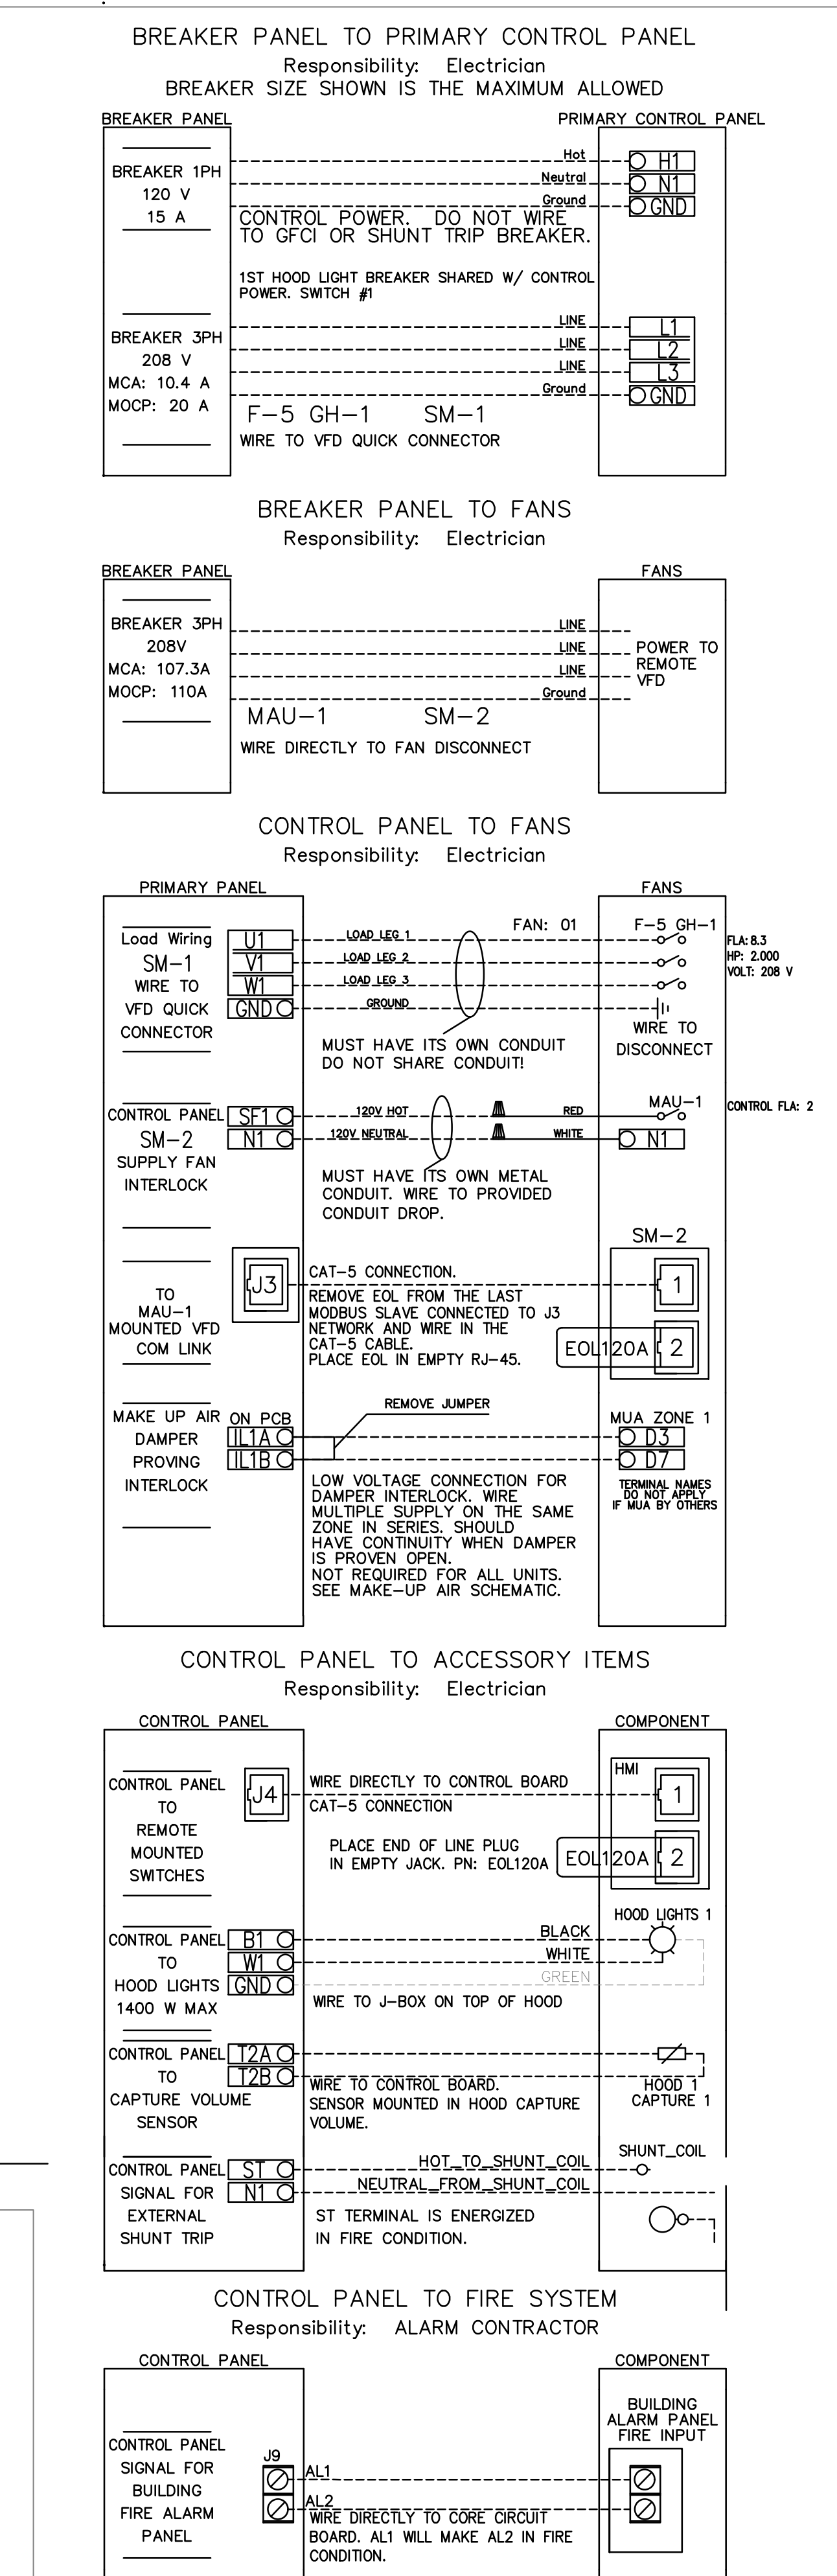 BREAKER PANEL TO PRIMARY CONTROL PANEL
Responsibility: Electrician
BREAKER SIZE SHOWN IS THE MAXIMUM ALLOWED
BREAKER PANEL
PRIMARY CONTROL PANEL
BREAKER 1PH
120 V
15 A
Hot
H1
Neutral
N1
Ground
GND
CONTROL POWER. DO NOT WIRE
TO GFCI OR SHUNT TRIP BREAKER.
1ST HOOD LIGHT BREAKER SHARED W/ CONTROL
POWER. SWITCH #1
BREAKER 3PH
208 V
MCA: 10.4 A
MOCP: 20 A
LINE
L1
LINE
L2
LINE
L3
Ground
GND
F-5 GH-1 SM-1
WIRE TO VFD QUICK CONNECTOR
BREAKER PANEL TO FANS
Responsibility: Electrician
BREAKER PANEL
FANS
BREAKER 3PH
208V
MCA: 107.3A
MOCP: 110A
LINE
LINE
LINE
Ground
POWER TO
REMOTE
VFD
MAU-1 SM-2
WIRE DIRECTLY TO FAN DISCONNECT
CONTROL PANEL TO FANS
Responsibility: Electrician
PRIMARY PANEL
FANS
Load Wiring
SM-1
WIRE TO
VFD QUICK
CONNECTOR
U1
V1
W1
GND
LOAD LEG 1
LOAD LEG 2
LOAD LEG 3
GROUND
FAN: 01
F-5 GH-1
FLA: 8.3
HP: 2.000
VOLT: 208 V
WIRE TO
DISCONNECT
MUST HAVE ITS OWN CONDUIT
DO NOT SHARE CONDUIT!
CONTROL PANEL
SM-2
SUPPLY FAN
INTERLOCK
SF1
N1
120V HOT
120V NEUTRAL
RED
WHITE
MAU-1
N1
CONTROL FLA: 2
MUST HAVE ITS OWN METAL
CONDUIT. WIRE TO PROVIDED
CONDUIT DROP.
SM-2
TO
MAU-1
MOUNTED VFD
COM LINK
J3
CAT-5 CONNECTION.
1
REMOVE EOL FROM THE LAST
MODBUS SLAVE CONNECTED TO J3
NETWORK AND WIRE IN THE
CAT-5 CABLE.
PLACE EOL IN EMPTY RJ-45.
EOL120A
2
MAKE UP AIR
DAMPER
PROVING
INTERLOCK
ON PCB
IL1A
IL1B
REMOVE JUMPER
MUA ZONE 1
D3
D7
TERMINAL NAMES
DO NOT APPLY
IF MUA BY OTHERS
LOW VOLTAGE CONNECTION FOR
DAMPER INTERLOCK. WIRE
MULTIPLE SUPPLY ON THE SAME
ZONE IN SERIES. SHOULD
HAVE CONTINUITY WHEN DAMPER
IS PROVEN OPEN.
NOT REQUIRED FOR ALL UNITS.
SEE MAKE-UP AIR SCHEMATIC.
CONTROL PANEL TO ACCESSORY ITEMS
Responsibility: Electrician
CONTROL PANEL
COMPONENT
CONTROL PANEL
TO
REMOTE
MOUNTED
SWITCHES
J4
WIRE DIRECTLY TO CONTROL BOARD
CAT-5 CONNECTION
HMI
1
PLACE END OF LINE PLUG
IN EMPTY JACK. PN: EOL120A
EOL120A
2
CONTROL PANEL
TO
HOOD LIGHTS
1400 W MAX
B1
W1
GND
BLACK
WHITE
GREEN
HOOD LIGHTS 1
WIRE TO J-BOX ON TOP OF HOOD
CONTROL PANEL
TO
CAPTURE VOLUME
SENSOR
T2A
T2B
WIRE TO CONTROL BOARD.
SENSOR MOUNTED IN HOOD CAPTURE
VOLUME.
HOOD 1
CAPTURE 1
CONTROL PANEL
SIGNAL FOR
EXTERNAL
SHUNT TRIP
ST
N1
HOT_TO_SHUNT_COIL
NEUTRAL_FROM_SHUNT_COIL
SHUNT_COIL
ST TERMINAL IS ENERGIZED
IN FIRE CONDITION.
CONTROL PANEL TO FIRE SYSTEM
Responsibility: ALARM CONTRACTOR
CONTROL PANEL
COMPONENT
CONTROL PANEL
SIGNAL FOR
BUILDING
FIRE ALARM
PANEL
J9
AL1
AL2
BUILDING
ALARM PANEL
FIRE INPUT
WIRE DIRECTLY TO CORE CIRCUIT
BOARD. AL1 WILL MAKE AL2 IN FIRE
CONDITION.